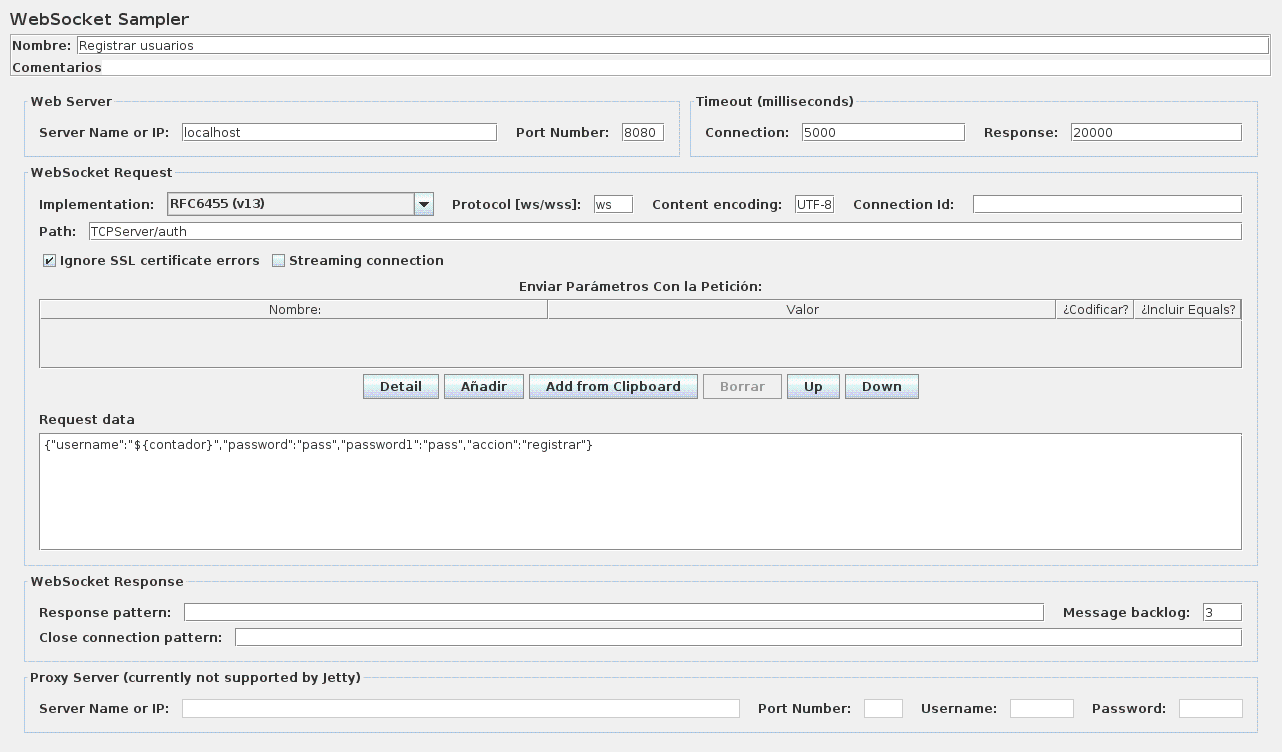 WebSocket Sampler
Nombre: Registrar usuarios
Comentarios
Web Server
Server Name or IP: localhost Port Number: 8080
Timeout (milliseconds)
Connection: 5000 Response: 20000
WebSocket Request
Implementation: RFC6455 (v13) Protocol [ws/wss]: ws Content encoding: UTF-8 Connection Id:
Path: TCPServer/auth
Ignore SSL certificate errors Streaming connection
Enviar Parámetros Con la Petición:
Nombre: Valor ¿Codificar? ¿Incluir Equals?
Detail Añadir Add from Clipboard Borrar Up Down
Request data
{"username":"${contador}","password":"pass","password1":"pass","accion":"registrar"}
WebSocket Response
Response pattern: Message backlog: 3
Close connection pattern:
Proxy Server (currently not supported by Jetty)
Server Name or IP: Port Number: Username: Password: